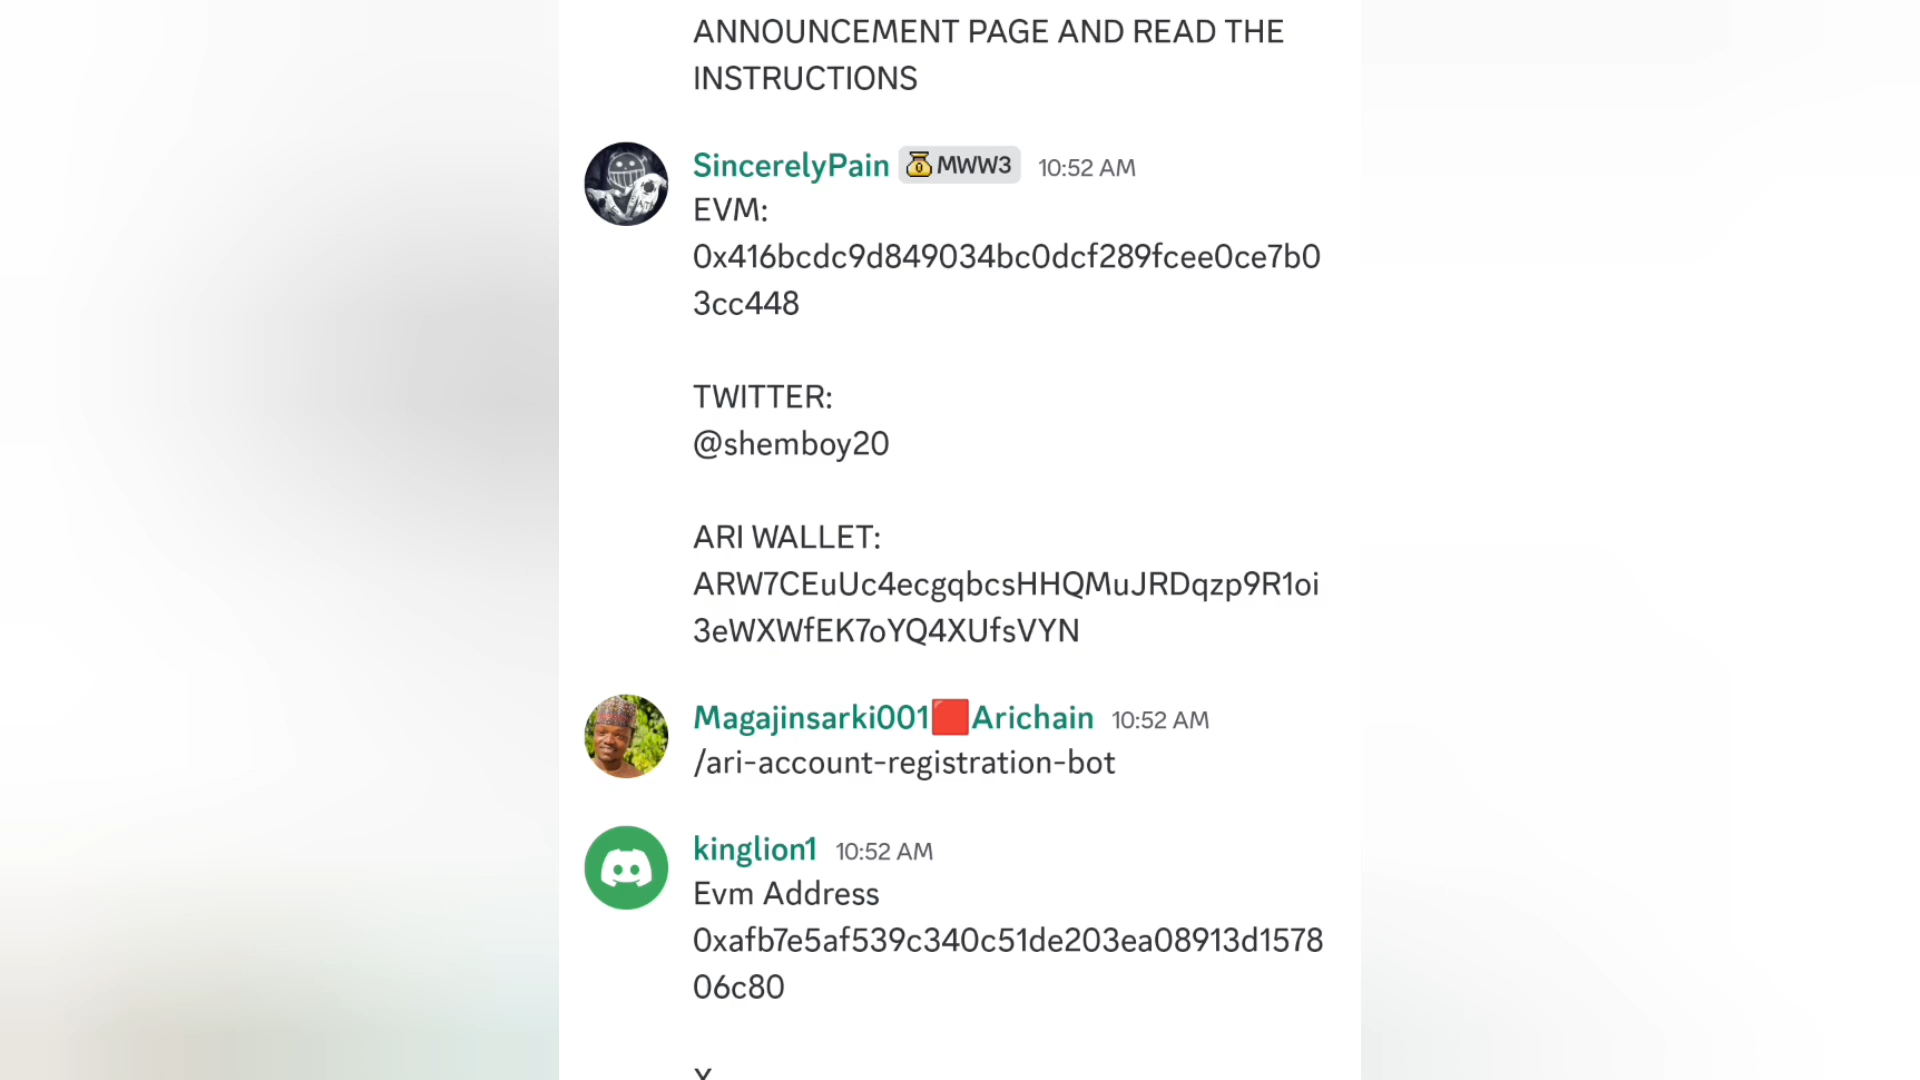 ANNOUNCEMENT PAGE AND READ THE
INSTRUCTIONS
SincerelyPain MWW3 10:52 AM
EVM:
0x416bcdc9d849034bc0dcf289fcee0ce7b0
3cc448
TWITTER:
@shemboy20
ARI WALLET:
ARW7CEuUc4ecgqbcsHHQMuJRDqzp9R1oi
3eWXWfEK7oYQ4XUfsVYN
Magajinsarki001🟥Arichain 10:52 AM
/ari-account-registration-bot
kinglion1 10:52 AM
Evm Address
0xafb7e5af539c340c51de203ea08913d1578
06c80